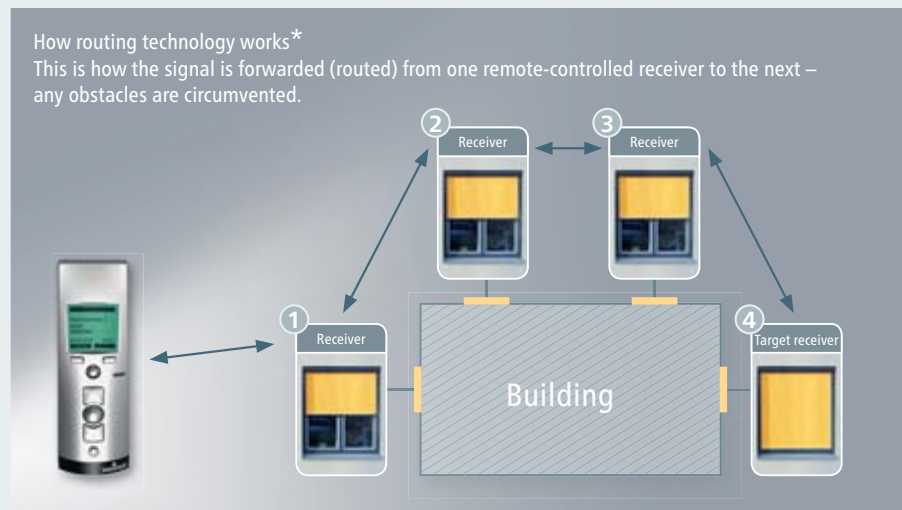 How routing technology works*
This is how the signal is forwarded (routed) from one remote-controlled receiver to the next –
any obstacles are circumvented.
2
Receiver
3
Receiver
1
Receiver
4
Target receiver
Building